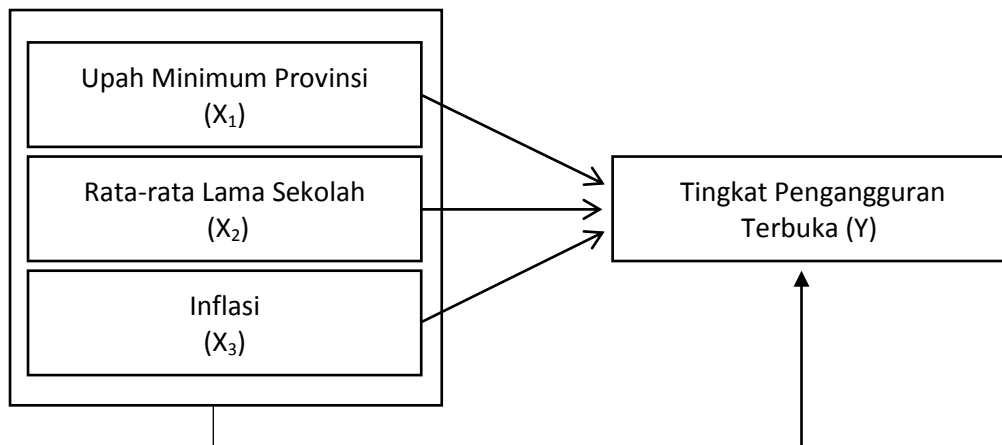 Upah Minimum Provinsi
(X₁)
Rata-rata Lama Sekolah
(X₂)
Inflasi
(X₃)
Tingkat Pengangguran
Terbuka (Y)